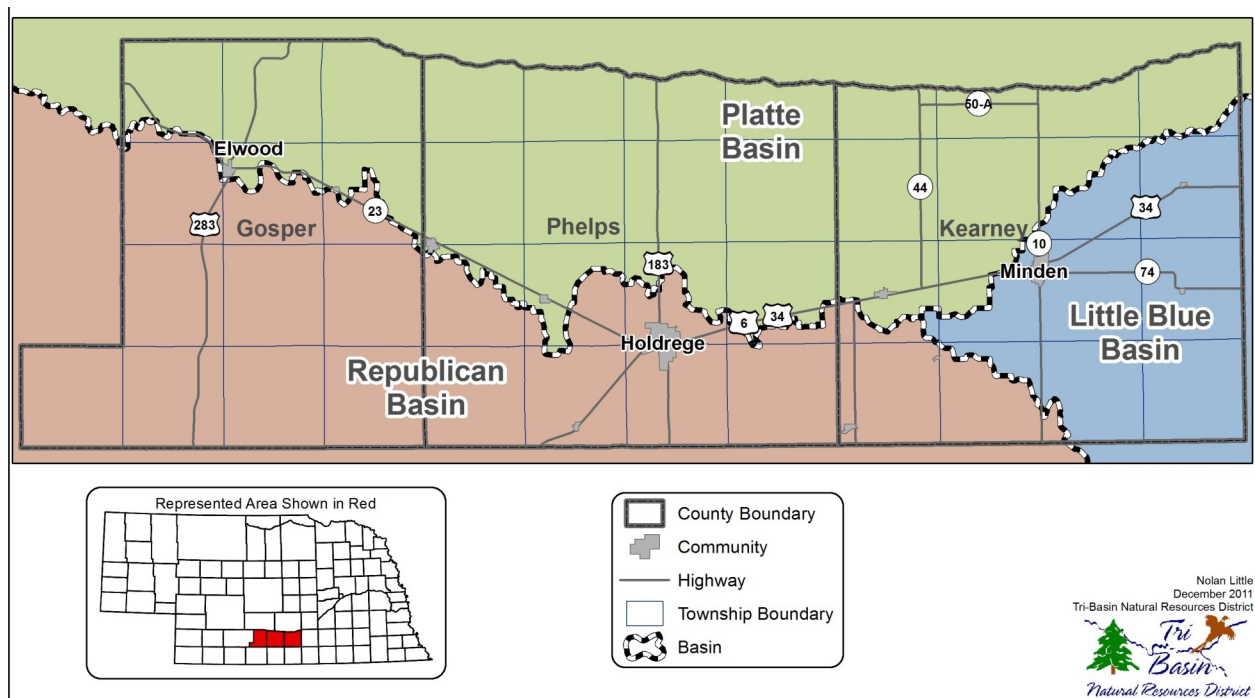 50-A
Platte
Basin
Elwood
44
23
34
283
Gosper
Phelps
Kearney
10
183
Minden
74
6
34
Little Blue
Basin
Holdrege
Republican
Basin
Represented Area Shown in Red
County Boundary
Community
Highway
Township Boundary
Basin
Nolan Little
December 2011
Tri-Basin Natural Resources District
Tri
Basin
Natural Resources District